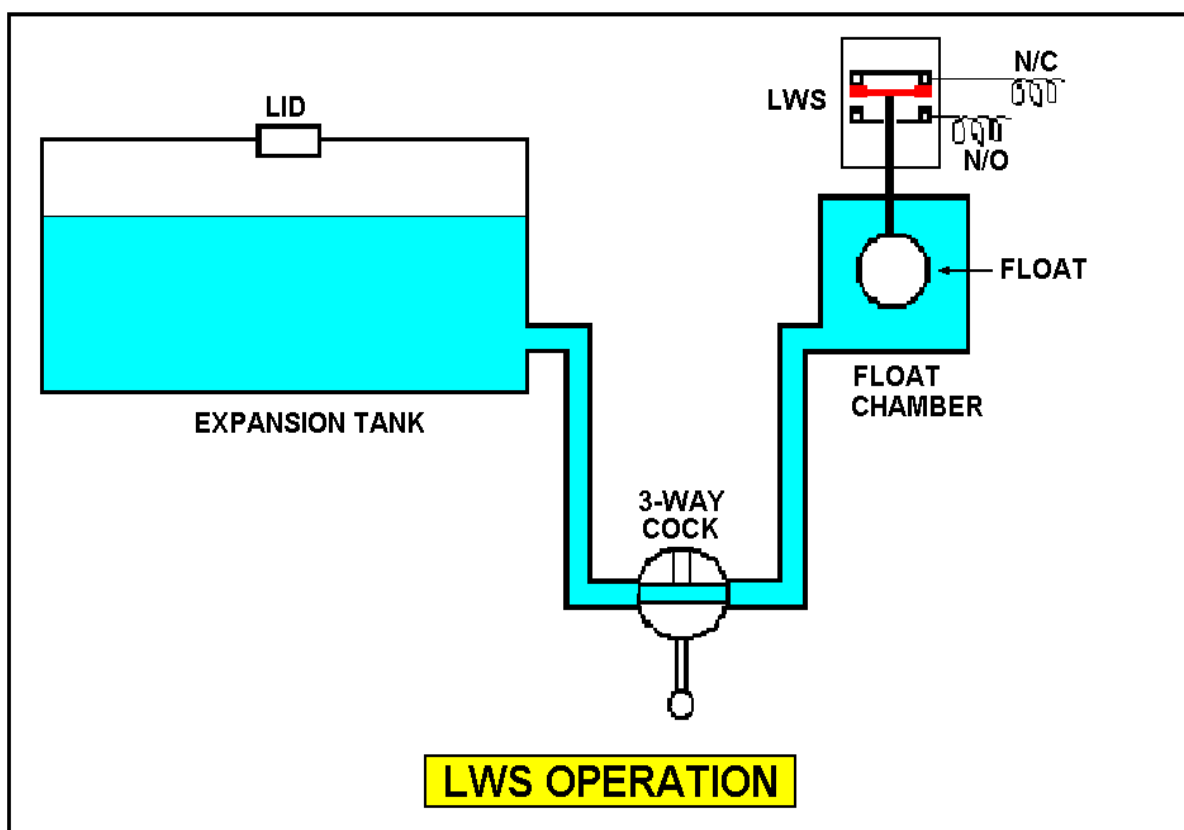 LID
LWS
N/C
N/O
FLOAT
FLOAT
CHAMBER
EXPANSION TANK
3-WAY
COCK
LWS OPERATION